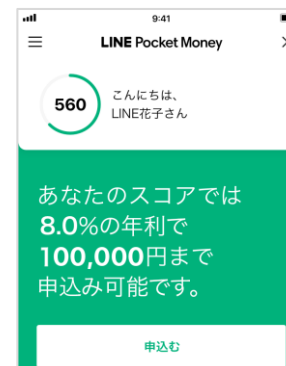 9:41
LINE Pocket Money
560
こんにちは、
LINE花子さん
あなたのスコアでは
8.0%の年利で
100,000円まで
申込み可能です。
申込む